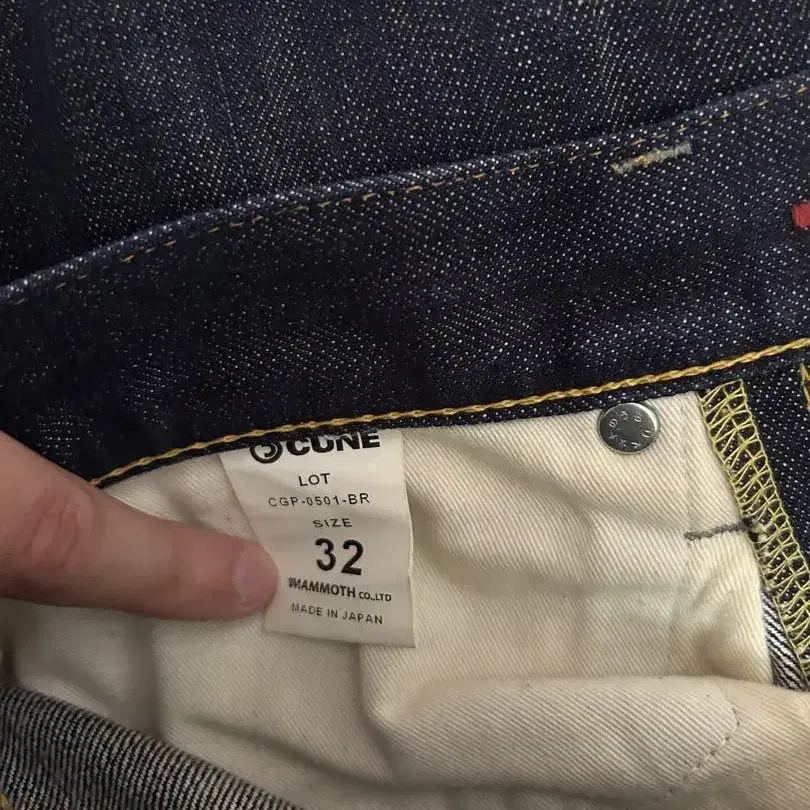 CUNE
LOT
CGP-0501-BR
SIZE
32
MAMMOTH CO.,LTD
MADE IN JAPAN